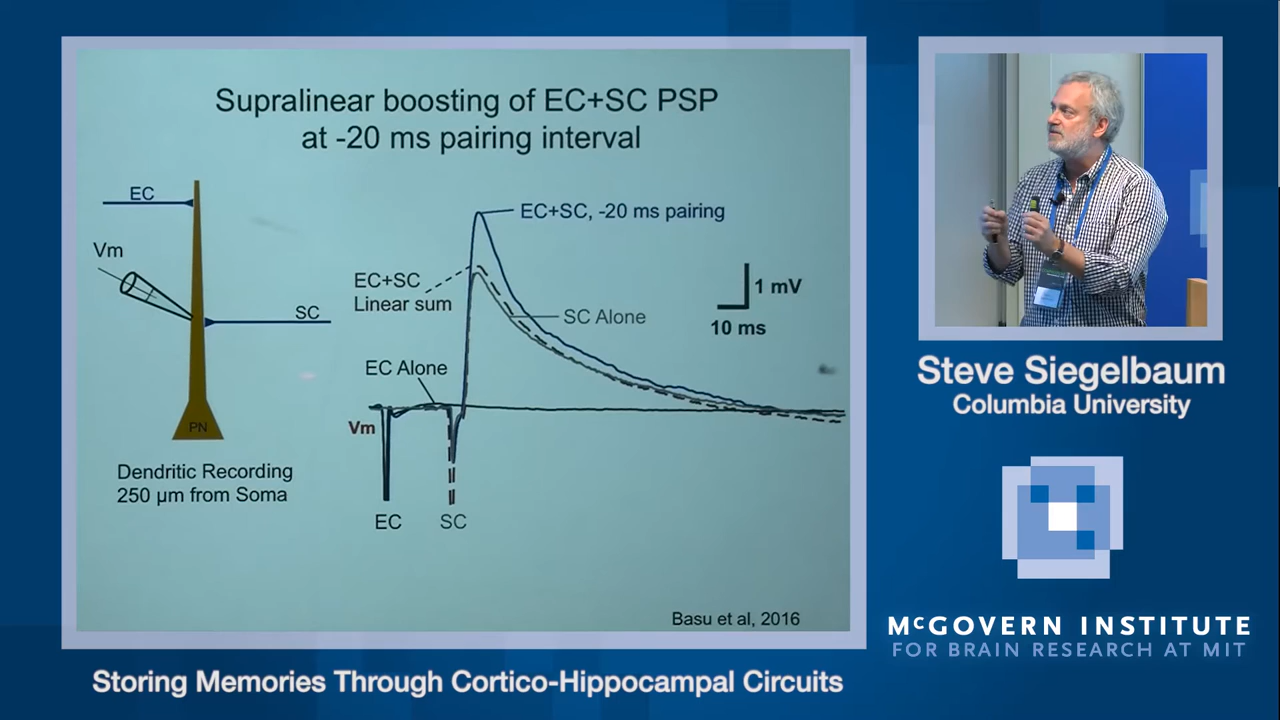 Supralinear boosting of EC+SC PSP
at -20 ms pairing interval
EC
Vm
SC
PN
Dendritic Recording
250 µm from Soma
EC+SC, -20 ms pairing
EC+SC
Linear sum
SC Alone
1 mV
10 ms
EC Alone
Vm
EC
SC
Basu et al, 2016
Steve Siegelbaum
Columbia University
McGOVERN INSTITUTE
FOR BRAIN RESEARCH AT MIT
Storing Memories Through Cortico-Hippocampal Circuits